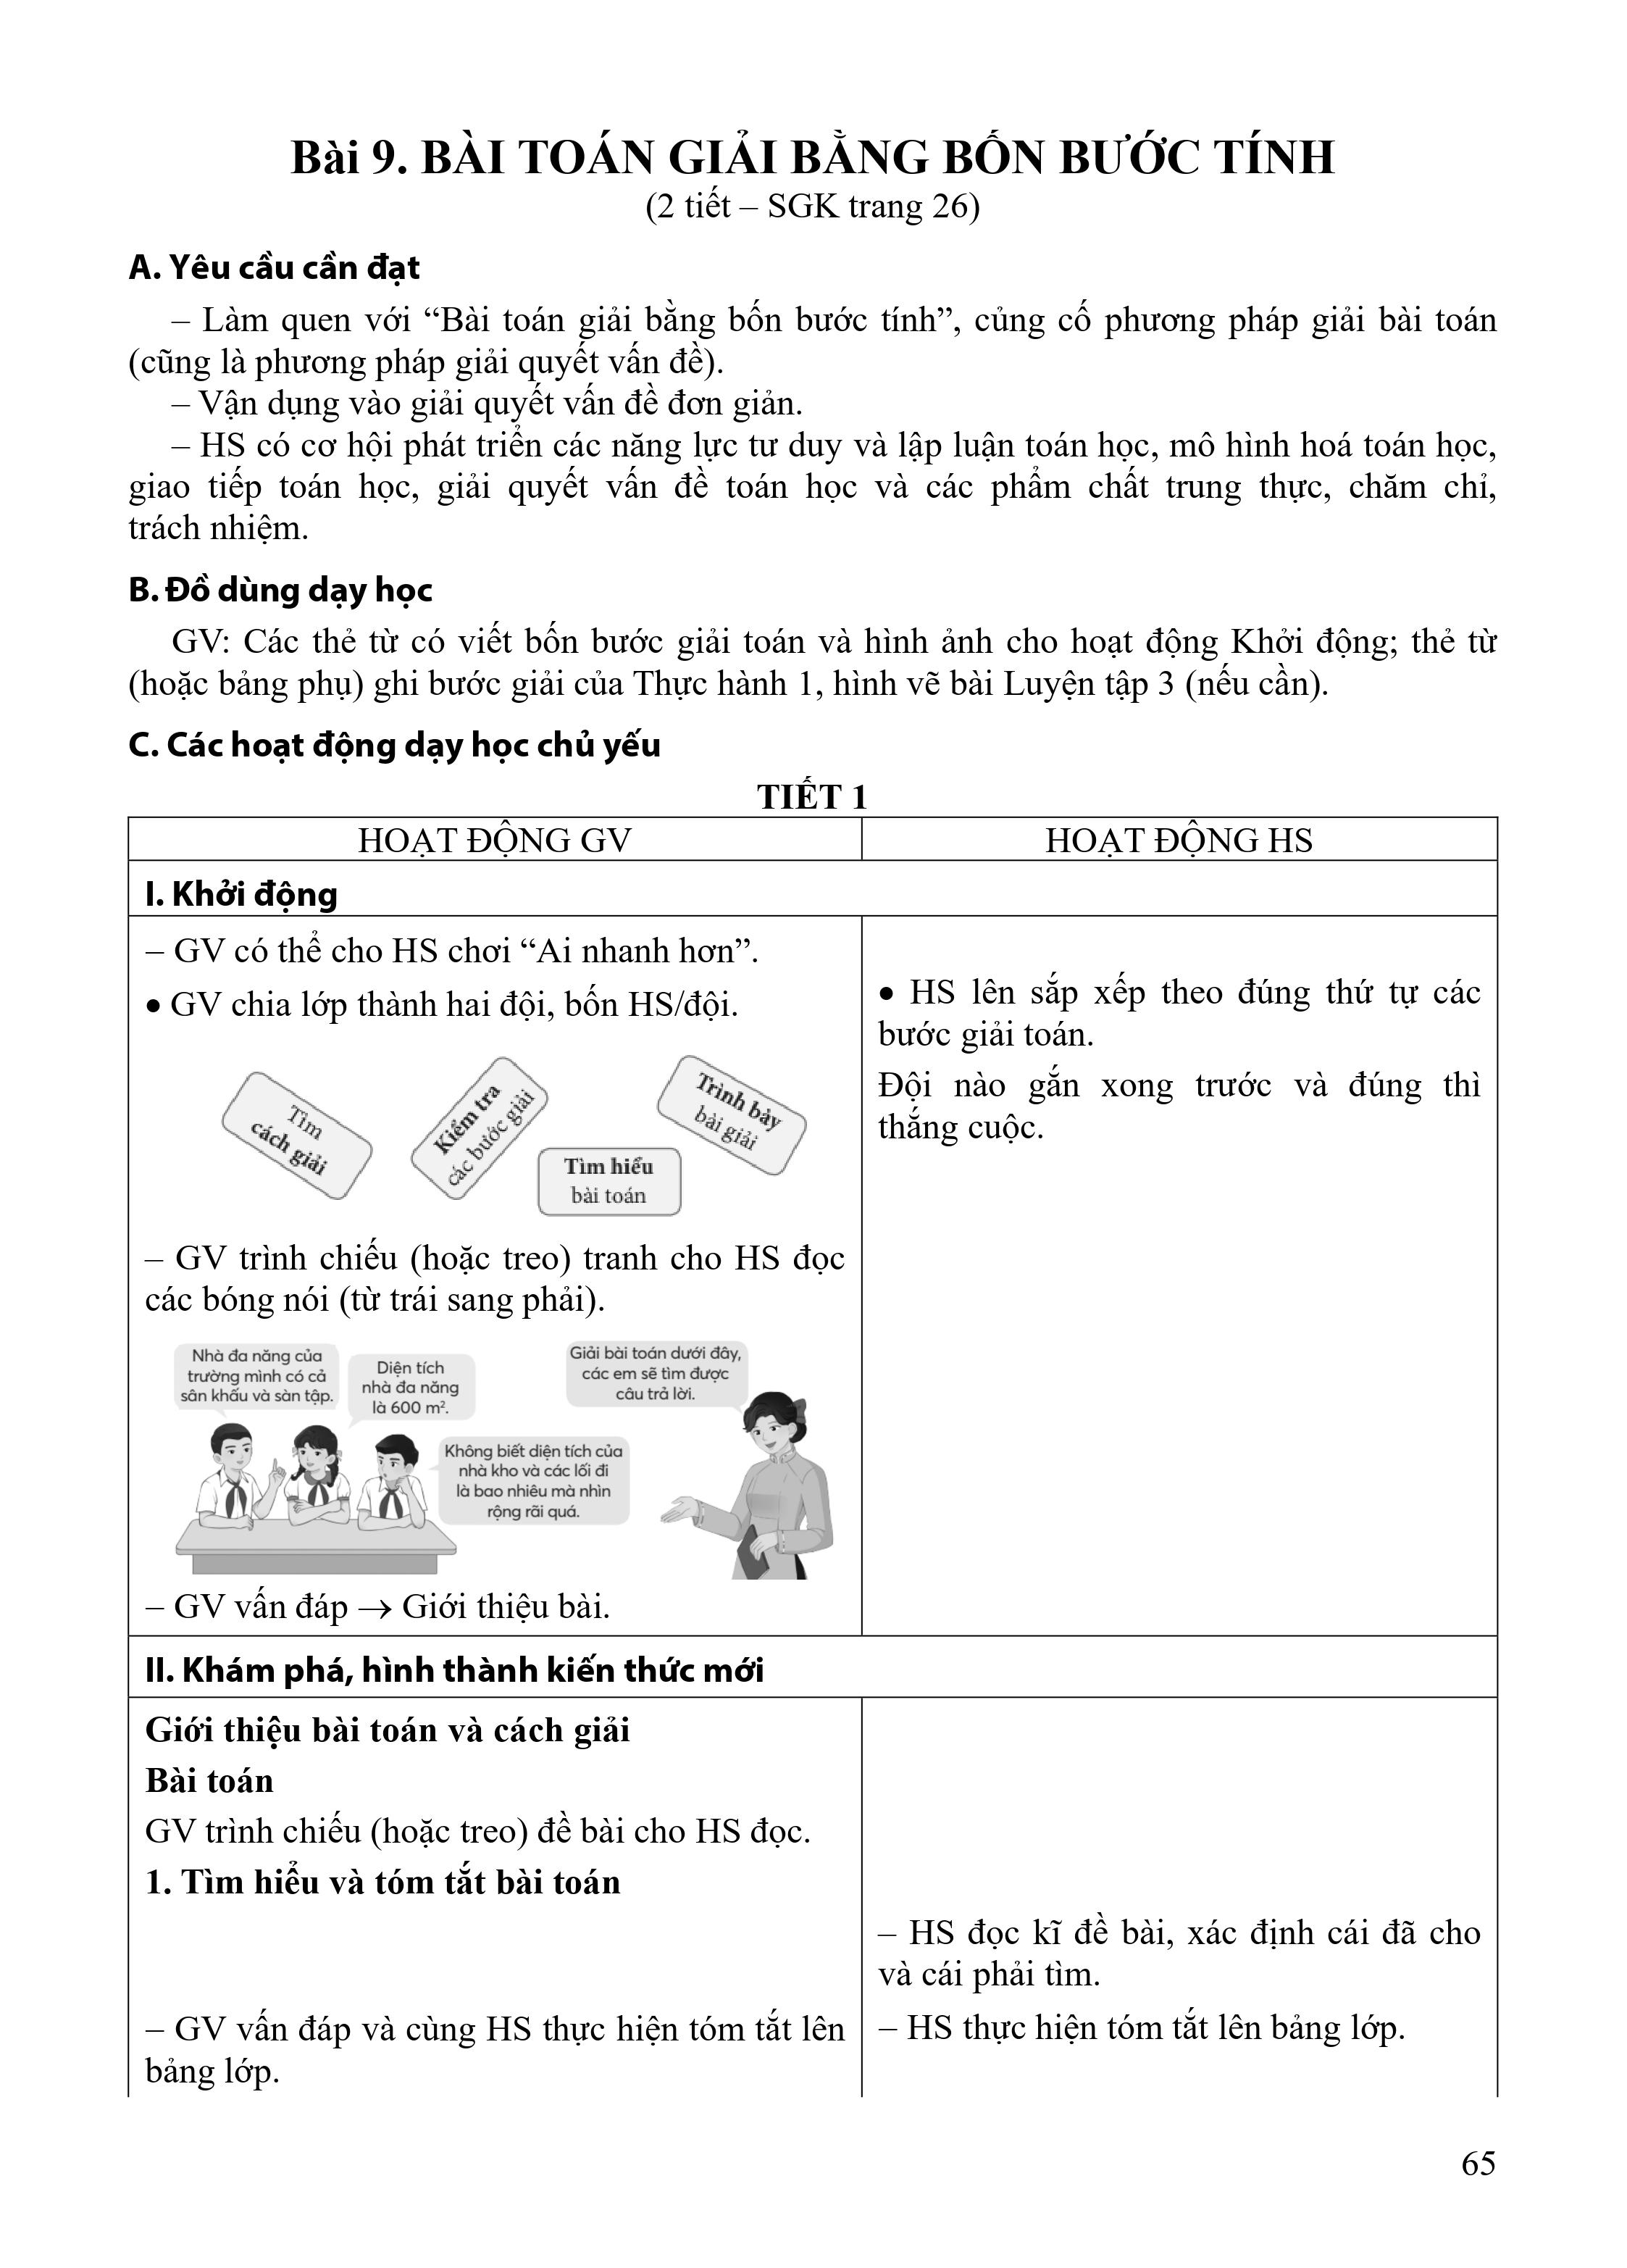 Bài 9. BÀI TOÁN GIẢI BẰNG BỐN BƯỚC TÍNH
(2 tiết – SGK trang 26)
A. Yêu cầu cần đạt
– Làm quen với “Bài toán giải bằng bốn bước tính”, củng cố phương pháp giải bài toán
(cũng là phương pháp giải quyết vấn đề).
– Vận dụng vào giải quyết vấn đề đơn giản.
– HS có cơ hội phát triển các năng lực tư duy và lập luận toán học, mô hình hoá toán học,
giao tiếp toán học, giải quyết vấn đề toán học và các phẩm chất trung thực, chăm chỉ,
trách nhiệm.
B. Đồ dùng dạy học
GV: Các thẻ từ có viết bốn bước giải toán và hình ảnh cho hoạt động Khởi động; thẻ từ
(hoặc bảng phụ) ghi bước giải của Thực hành 1, hình vẽ bài Luyện tập 3 (nếu cần).
C. Các hoạt động dạy học chủ yếu
TIẾT 1
HOẠT ĐỘNG GV
HOẠT ĐỘNG HS
I. Khởi động
– GV có thể cho HS chơi “Ai nhanh hơn”.
• GV chia lớp thành hai đội, bốn HS/đội.
Tìm
cách giải
Kiểm tra
các bước giải
Tìm hiểu
bài toán
Trình bày
bài giải
– GV trình chiếu (hoặc treo) tranh cho HS đọc
các bóng nói (từ trái sang phải).
Nhà đa năng của
trường mình có cả
sân khấu và sàn tập.
Diện tích
nhà đa năng
là 600 m².
Không biết diện tích của
nhà kho và các lối đi
là bao nhiêu mà nhìn
rộng rãi quá.
Giải bài toán dưới đây,
các em sẽ tìm được
câu trả lời.
– GV vấn đáp → Giới thiệu bài.
• HS lên sắp xếp theo đúng thứ tự các
bước giải toán.
Đội nào gắn xong trước và đúng thì
thắng cuộc.
II. Khám phá, hình thành kiến thức mới
Giới thiệu bài toán và cách giải
Bài toán
GV trình chiếu (hoặc treo) đề bài cho HS đọc.
1. Tìm hiểu và tóm tắt bài toán
– GV vấn đáp và cùng HS thực hiện tóm tắt lên
bảng lớp.
– HS đọc kĩ đề bài, xác định cái đã cho
và cái phải tìm.
– HS thực hiện tóm tắt lên bảng lớp.
65